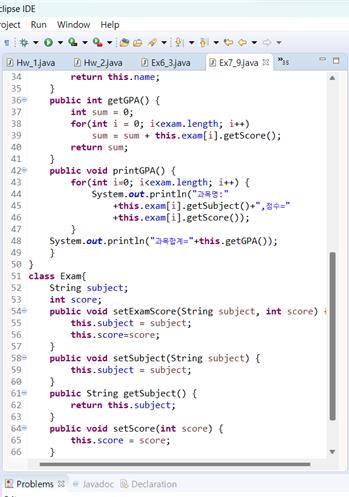 clipse IDE
roject Run Window Help
Hw_1.java Hw_2.java Ex6_3.java Ex7_9.java »35
34 return this.name;
35 }
36 public int getGPA() {
37 int sum = 0;
38 for(int i = 0; i<exam.length; i++)
39 sum = sum + this.exam[i].getScore();
40 return sum;
41 }
42 public void printGPA() {
43 for(int i=0; i<exam.length; i++) {
44 System.out.println("과목명:"
45 +this.exam[i].getSubject()+",점수="
46 +this.exam[i].getScore());
47 }
48 System.out.println("과목합계="+this.getGPA());
49 }
50 }
51 class Exam{
52 String subject;
53 int score;
54 public void setExamScore(String subject, int score) {
55 this.subject = subject;
56 this.score=score;
57 }
58 public void setSubject(String subject) {
59 this.subject = subject;
60 }
61 public String getSubject() {
62 return this.subject;
63 }
64 public void setScore(int score) {
65 this.score = score;
66 }
Problems Javadoc Declaration